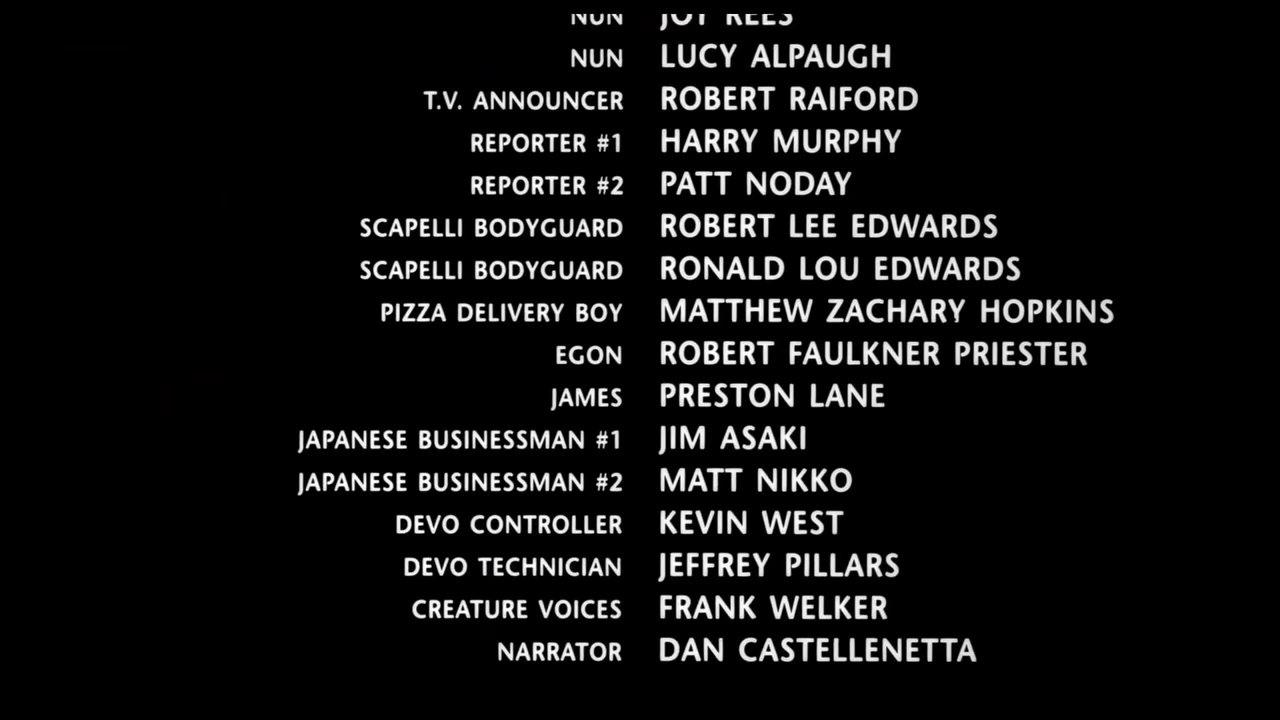 NUN JOY REES
NUN LUCY ALPAUGH
T.V. ANNOUNCER ROBERT RAIFORD
REPORTER #1 HARRY MURPHY
REPORTER #2 PATT NODAY
SCAPELLI BODYGUARD ROBERT LEE EDWARDS
SCAPELLI BODYGUARD RONALD LOU EDWARDS
PIZZA DELIVERY BOY MATTHEW ZACHARY HOPKINS
EGON ROBERT FAULKNER PRIESTER
JAMES PRESTON LANE
JAPANESE BUSINESSMAN #1 JIM ASAKI
JAPANESE BUSINESSMAN #2 MATT NIKKO
DEVO CONTROLLER KEVIN WEST
DEVO TECHNICIAN JEFFREY PILLARS
CREATURE VOICES FRANK WELKER
NARRATOR DAN CASTELLENETTA